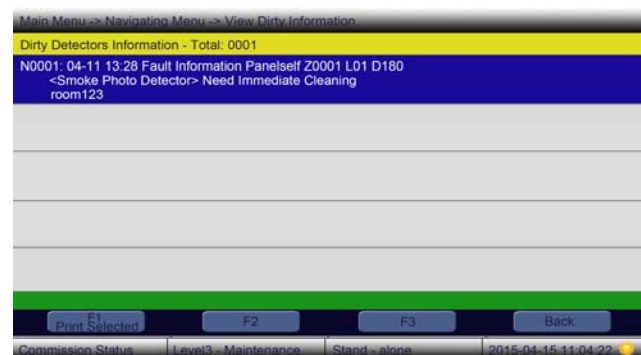 Main Menu -> Navigating Menu -> View Dirty Information
Dirty Detectors Information - Total: 0001
N0001: 04-11 13:28 Fault Information Panelself Z0001 L01 D180
<Smoke Photo Detector> Need Immediate Cleaning
room123
F1
Print Selected
F2
F3
Back
Commission Status
Level3 - Maintenance
Stand - alone
2015-04-15 11:04:22